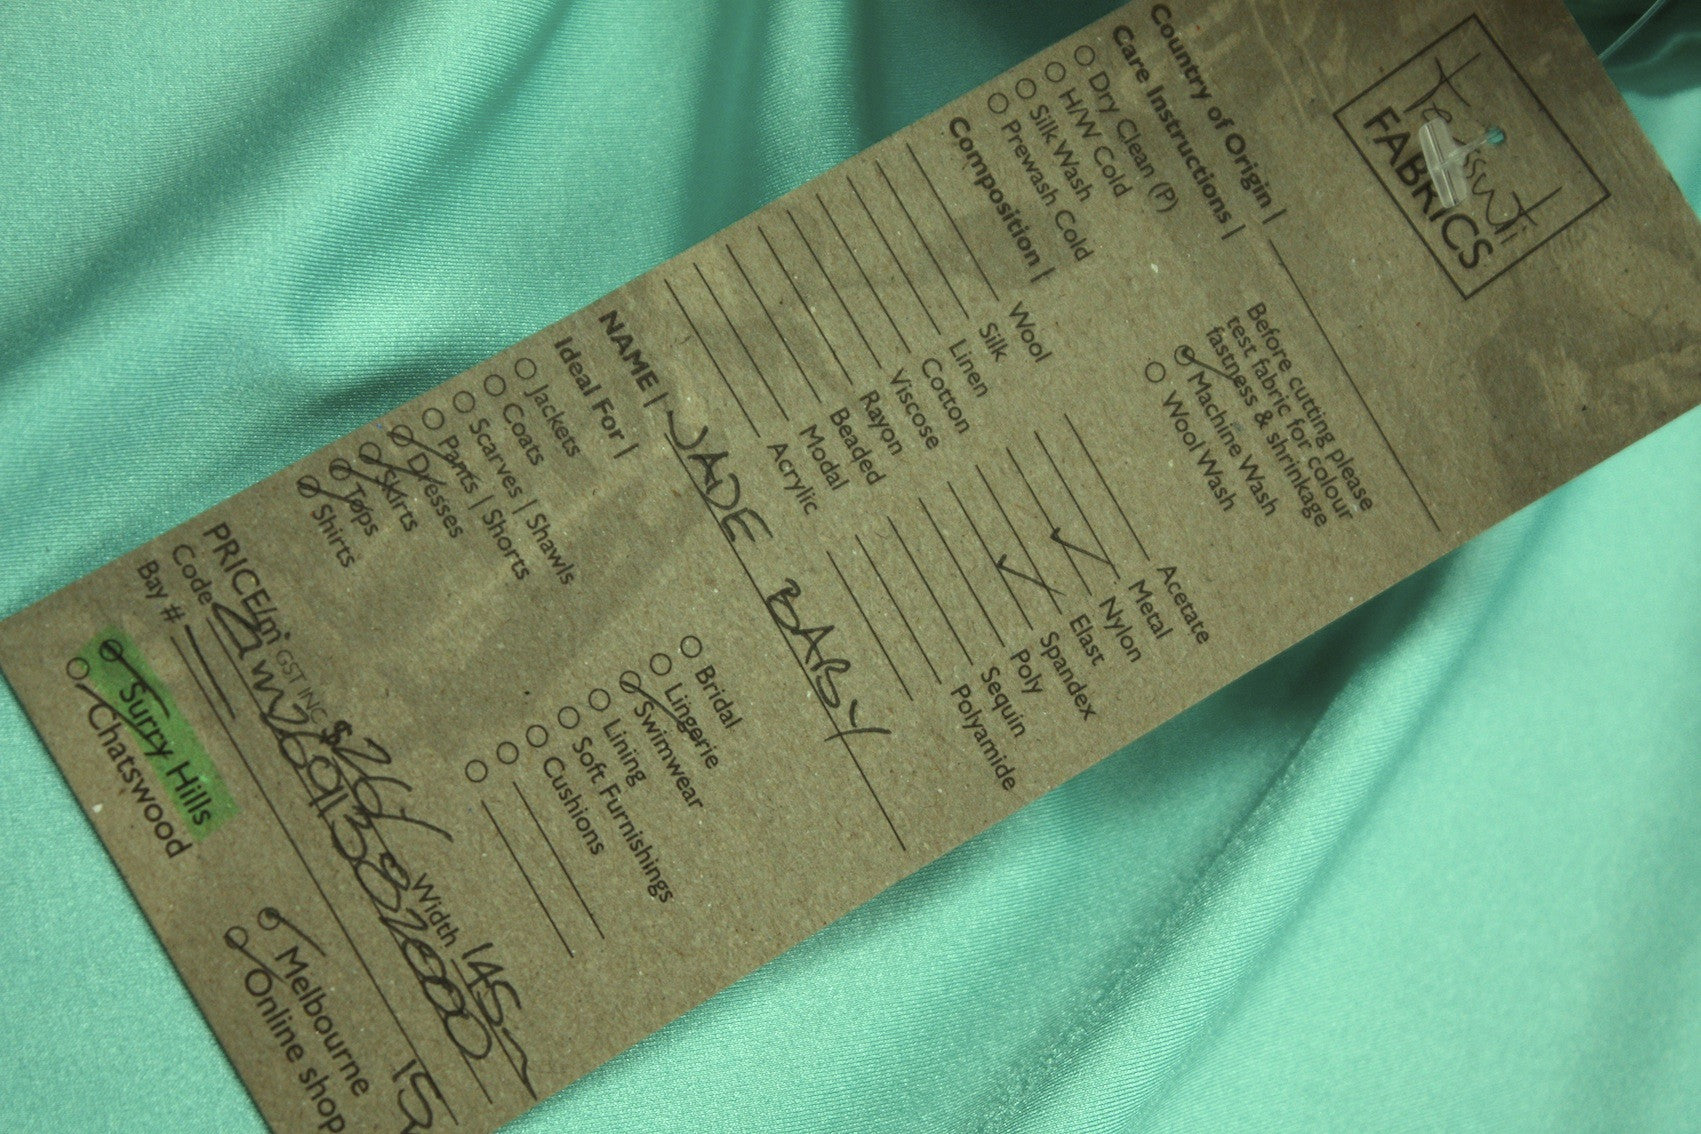 Tessuti
FABRICS
Country of Origin |
Care Instructions |
Dry Clean (P)
H/W Cold
Silk Wash
Prewash Cold
Before cutting please
test fabric for colour
fastness & shrinkage
Machine Wash
Wool Wash
Composition |
Wool
Silk
Linen
Cotton
Viscose
Rayon
Beaded
Modal
Acrylic
Acetate
Metal
Nylon
Elast
Spandex
Poly
Sequin
Polyamide
NAME | JADE BABY
Ideal For |
Jackets
Coats
Scarves | Shawls
Pants | Shorts
Dresses
Skirts
Tops
Shirts
Bridal
Lingerie
Swimwear
Lining
Soft Furnishings
Cushions
PRICE/m. GST INC $26 Width 145
Code
Bay #
Surry Hills
Chatswood
Melbourne
Online shop